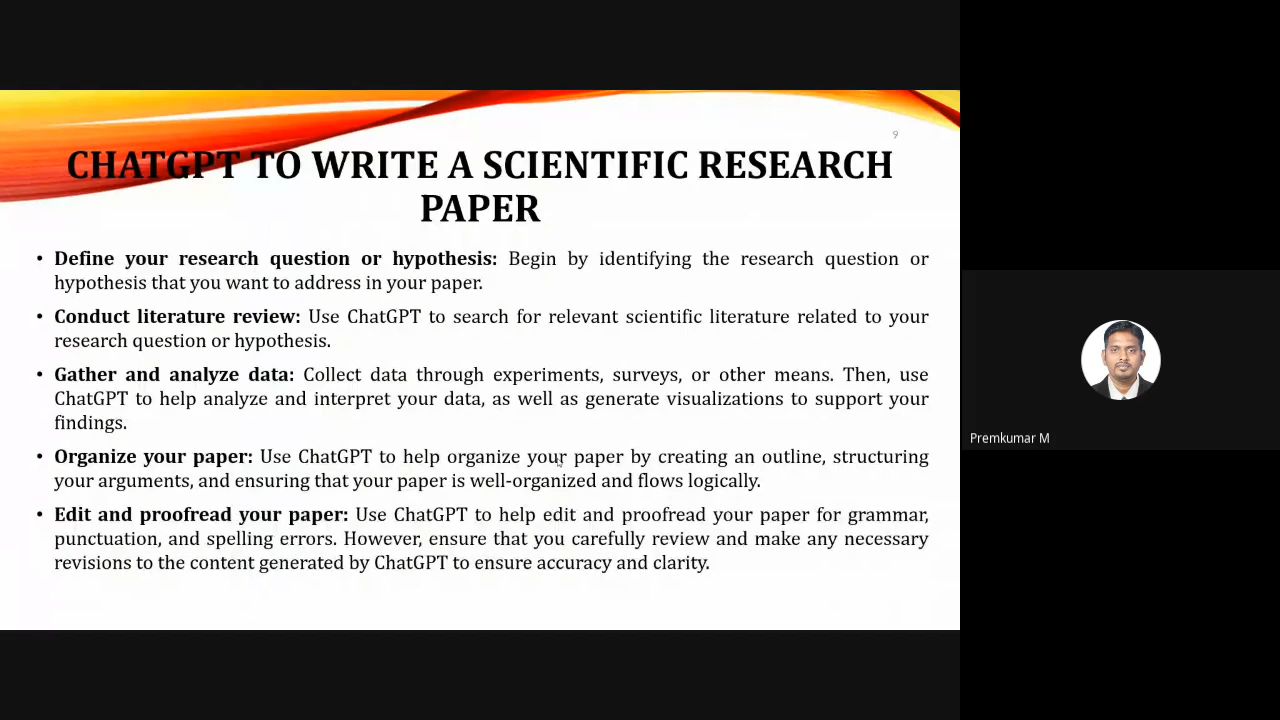 9
CHATGPT TO WRITE A SCIENTIFIC RESEARCH
PAPER
• Define your research question or hypothesis: Begin by identifying the research question or
hypothesis that you want to address in your paper.
• Conduct literature review: Use ChatGPT to search for relevant scientific literature related to your
research question or hypothesis.
• Gather and analyze data: Collect data through experiments, surveys, or other means. Then, use
ChatGPT to help analyze and interpret your data, as well as generate visualizations to support your
findings.
• Organize your paper: Use ChatGPT to help organize your paper by creating an outline, structuring
your arguments, and ensuring that your paper is well-organized and flows logically.
• Edit and proofread your paper: Use ChatGPT to help edit and proofread your paper for grammar,
punctuation, and spelling errors. However, ensure that you carefully review and make any necessary
revisions to the content generated by ChatGPT to ensure accuracy and clarity.
Premkumar M